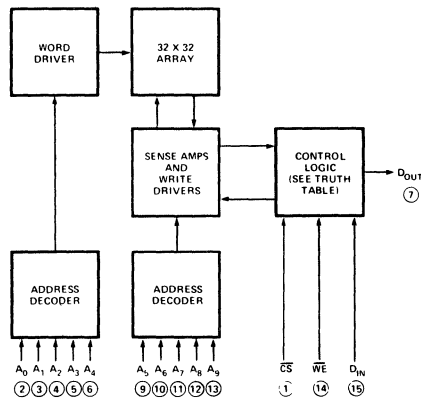 WORD
DRIVER
32 X 32
ARRAY
SENSE AMPS
AND
WRITE
DRIVERS
CONTROL
LOGIC
(SEE TRUTH
TABLE)
DOUT
7
ADDRESS
DECODER
ADDRESS
DECODER
A0 A1 A2 A3 A4
A5 A6 A7 A8 A9
CS WE DIN
2 3 4 5 6
9 10 11 12 13
1 14 15